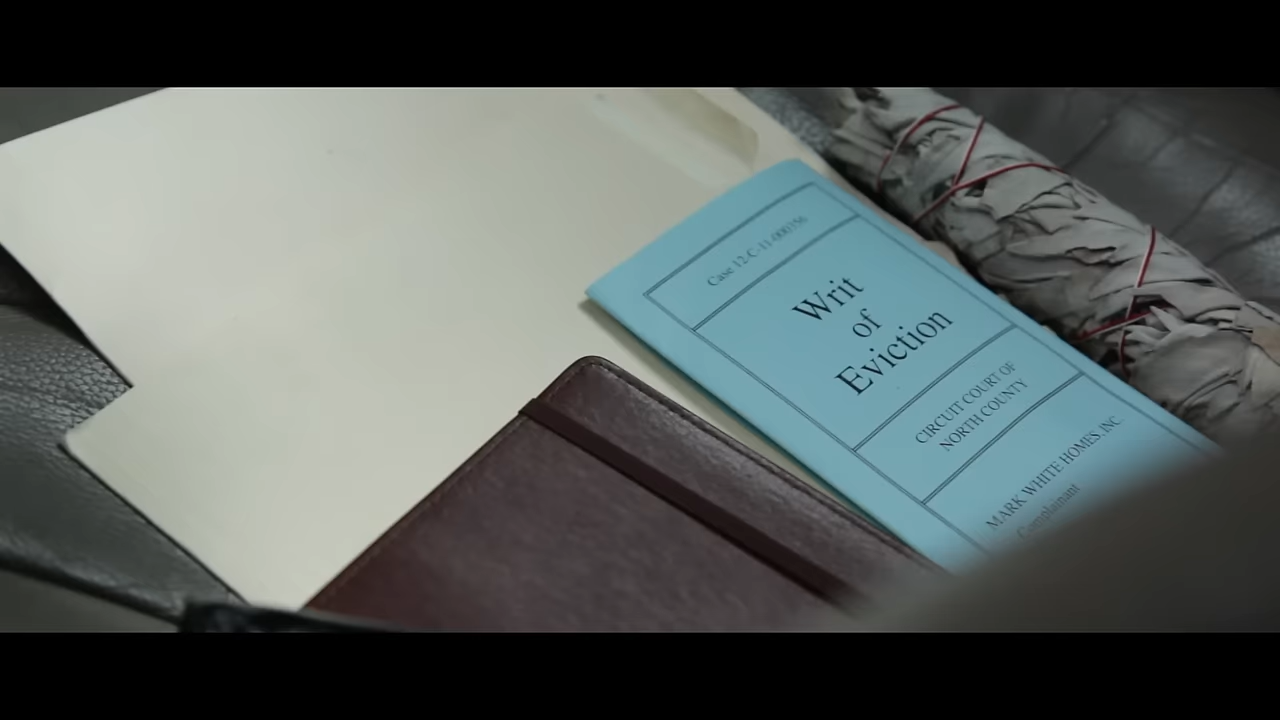 Case 12-C-11-000356
Writ
of
Eviction
CIRCUIT COURT OF
NORTH COUNTY
MARK WHITE HOMES, INC.
Complainant